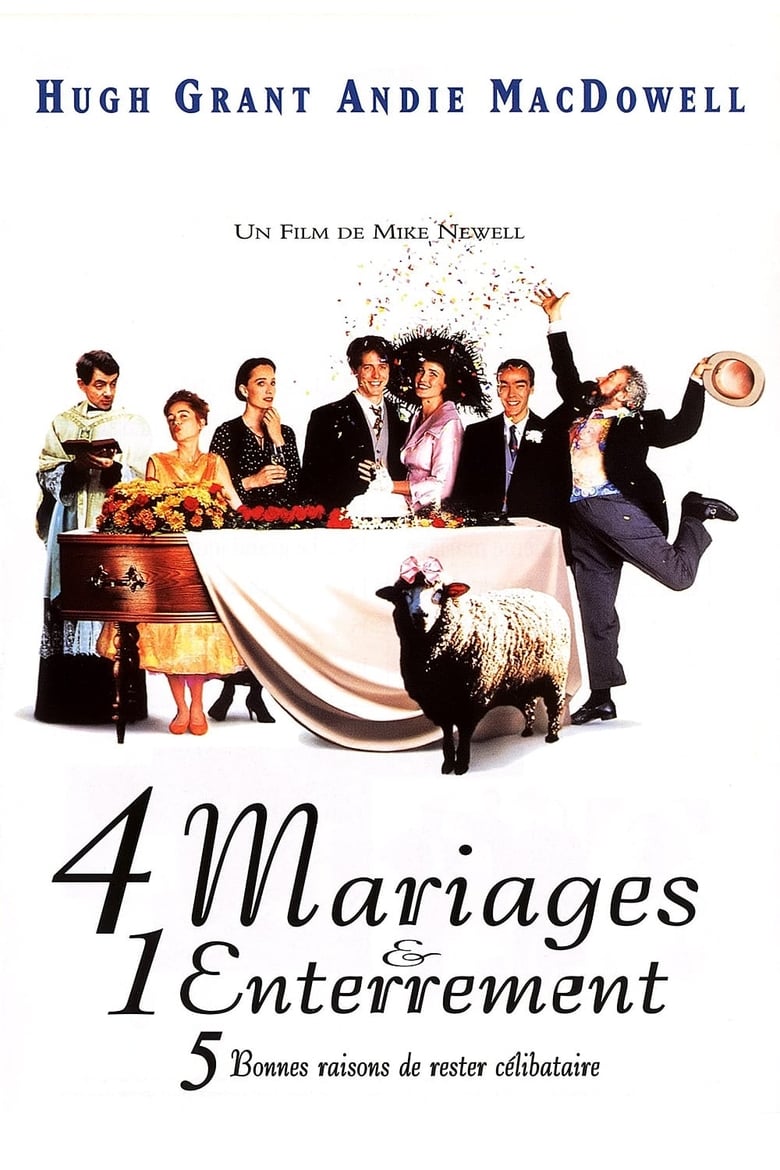 Hugh Grant Andie MacDowell
Un Film de Mike Newell
4 Mariages
&
1 Enterrement
5 Bonnes raisons de rester célibataire